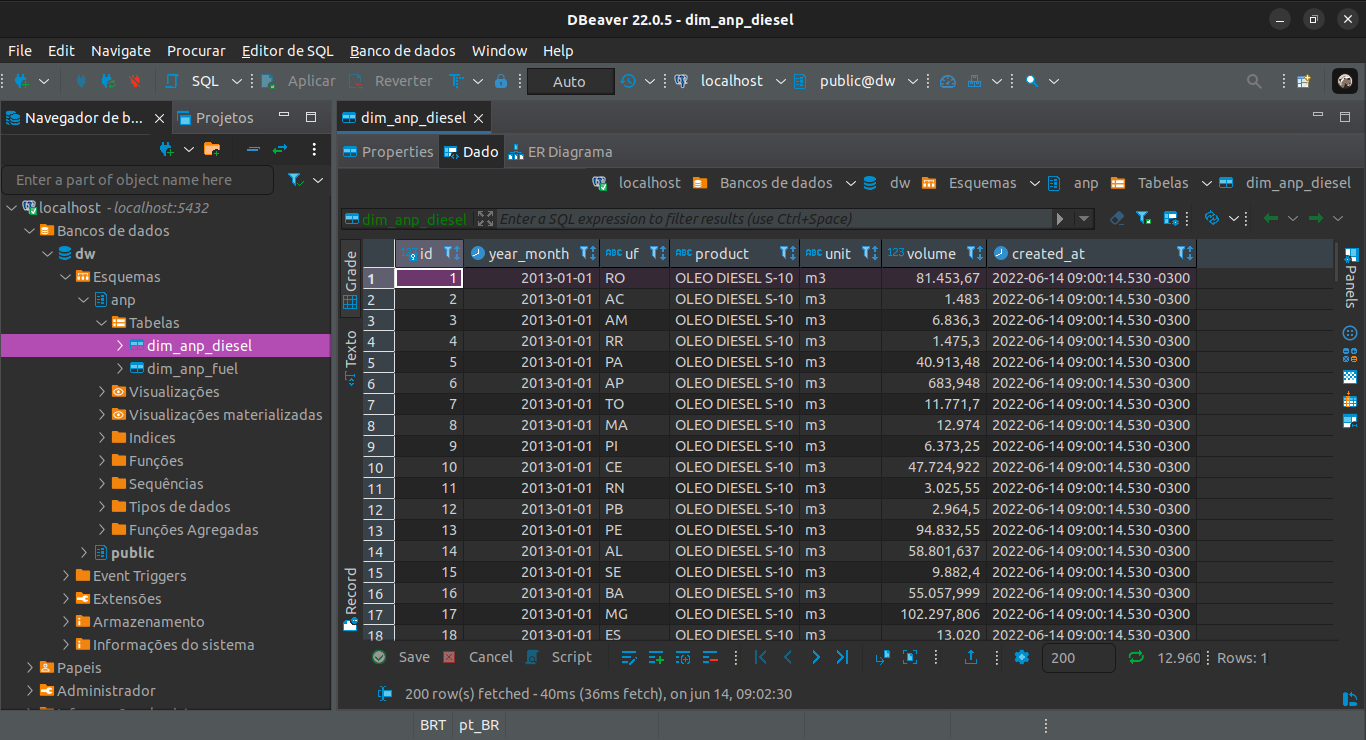 DBeaver 22.0.5 - dim_anp_diesel
File Edit Navigate Procurar Editor de SQL Banco de dados Window Help
SQL Aplicar Reverter Auto localhost public@dw
Navegador de b... Projetos
Enter a part of object name here
localhost - localhost:5432
Bancos de dados
dw
Esquemas
anp
Tabelas
dim_anp_diesel
dim_anp_fuel
Visualizações
Visualizações materializadas
Indices
Funções
Sequências
Tipos de dados
Funções Agregadas
public
Event Triggers
Extensões
Armazenamento
Informações do sistema
Papeis
Administrador
dim_anp_diesel
Properties Dado ER Diagrama
localhost Bancos de dados dw Esquemas anp Tabelas dim_anp_diesel
dim_anp_diesel Enter a SQL expression to filter results (use Ctrl+Space)
Grade
Texto
Record
123 id year_month ABC uf ABC product ABC unit 123 volume created_at
1 1 2013-01-01 RO OLEO DIESEL S-10 m3 81.453,67 2022-06-14 09:00:14.530 -0300
2 2 2013-01-01 AC OLEO DIESEL S-10 m3 1.483 2022-06-14 09:00:14.530 -0300
3 3 2013-01-01 AM OLEO DIESEL S-10 m3 6.836,3 2022-06-14 09:00:14.530 -0300
4 4 2013-01-01 RR OLEO DIESEL S-10 m3 1.475,3 2022-06-14 09:00:14.530 -0300
5 5 2013-01-01 PA OLEO DIESEL S-10 m3 40.913,48 2022-06-14 09:00:14.530 -0300
6 6 2013-01-01 AP OLEO DIESEL S-10 m3 683,948 2022-06-14 09:00:14.530 -0300
7 7 2013-01-01 TO OLEO DIESEL S-10 m3 11.771,7 2022-06-14 09:00:14.530 -0300
8 8 2013-01-01 MA OLEO DIESEL S-10 m3 12.974 2022-06-14 09:00:14.530 -0300
9 9 2013-01-01 PI OLEO DIESEL S-10 m3 6.373,25 2022-06-14 09:00:14.530 -0300
10 10 2013-01-01 CE OLEO DIESEL S-10 m3 47.724,922 2022-06-14 09:00:14.530 -0300
11 11 2013-01-01 RN OLEO DIESEL S-10 m3 3.025,55 2022-06-14 09:00:14.530 -0300
12 12 2013-01-01 PB OLEO DIESEL S-10 m3 2.964,5 2022-06-14 09:00:14.530 -0300
13 13 2013-01-01 PE OLEO DIESEL S-10 m3 94.832,55 2022-06-14 09:00:14.530 -0300
14 14 2013-01-01 AL OLEO DIESEL S-10 m3 58.801,637 2022-06-14 09:00:14.530 -0300
15 15 2013-01-01 SE OLEO DIESEL S-10 m3 9.882,4 2022-06-14 09:00:14.530 -0300
16 16 2013-01-01 BA OLEO DIESEL S-10 m3 55.057,999 2022-06-14 09:00:14.530 -0300
17 17 2013-01-01 MG OLEO DIESEL S-10 m3 102.297,806 2022-06-14 09:00:14.530 -0300
18 18 2013-01-01 ES OLEO DIESEL S-10 m3 13.020 2022-06-14 09:00:14.530 -0300
Panels
Save Cancel Script 200 12.960 Rows: 1
200 row(s) fetched - 40ms (36ms fetch), on jun 14, 09:02:30
BRT pt_BR